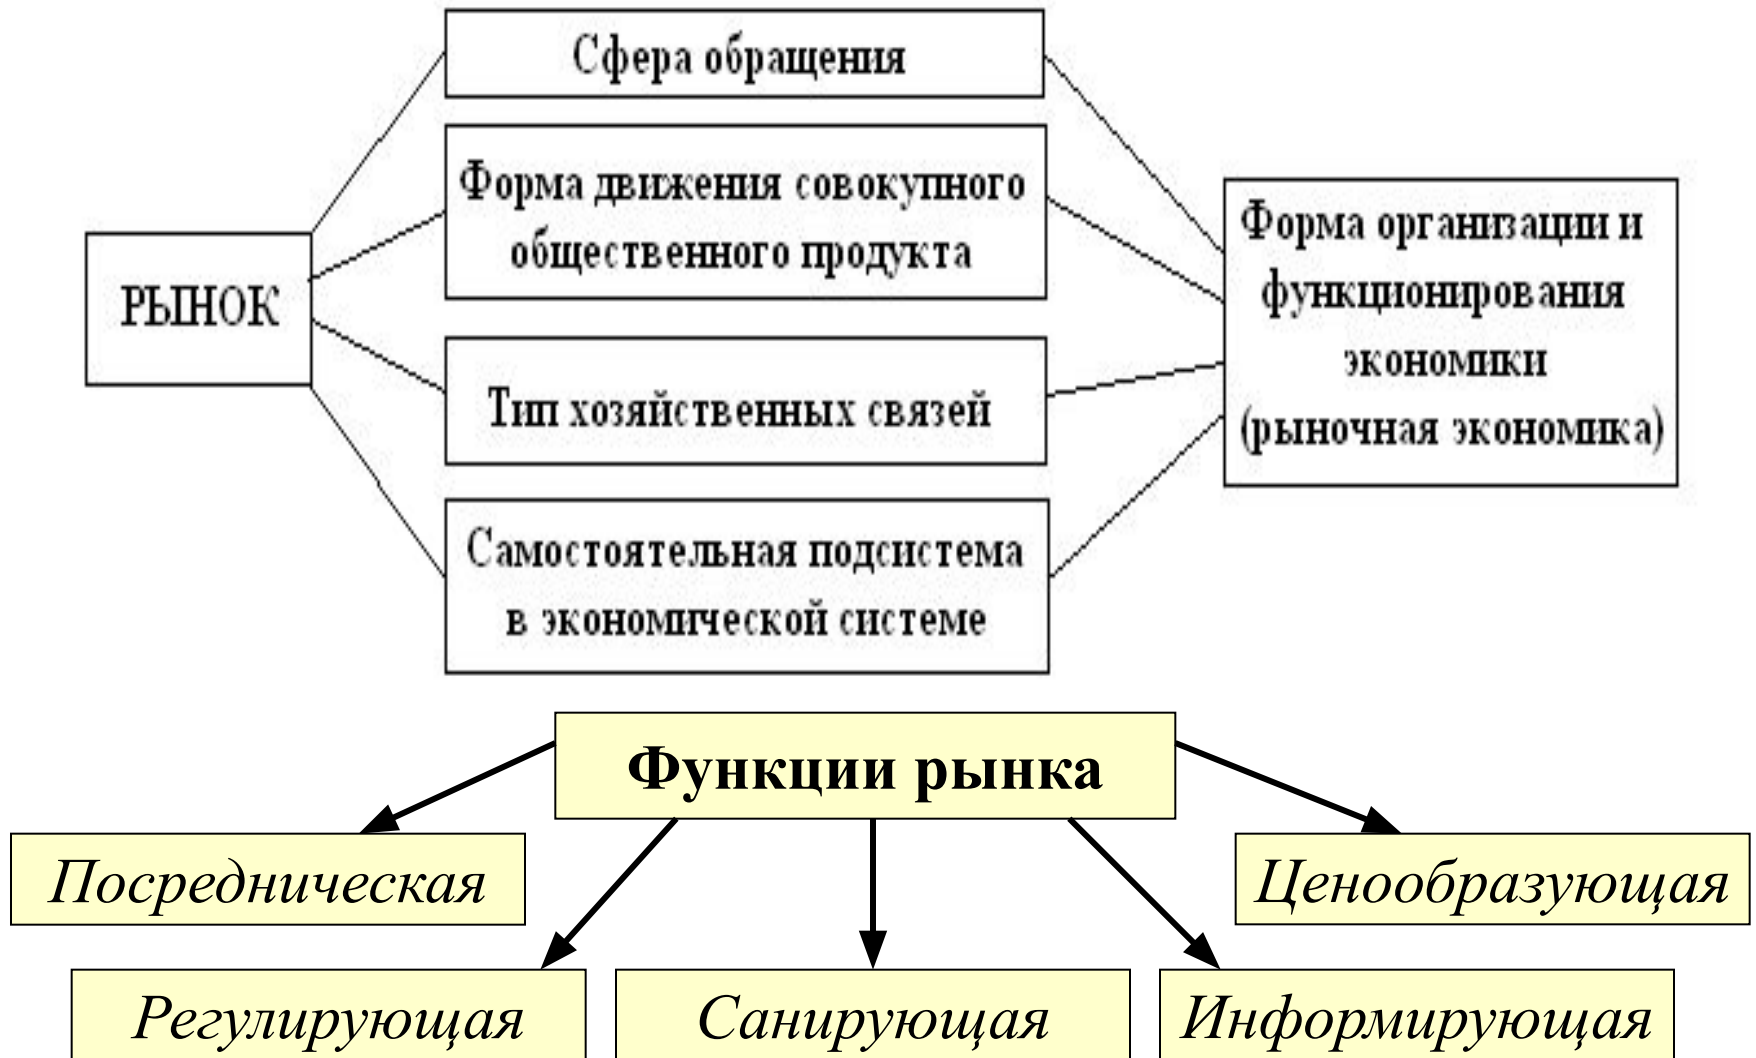 Сфера обращения
Форма движения совокупного
общественного продукта
РЫНОК
Тип хозяйственных связей
Самостоятельная подсистема
в экономической системе
Форма организации и
функционирования
экономики
(рыночная экономика)
Функции рынка
Посредническая
Ценообразующая
Регулирующая
Санирующая
Информирующая